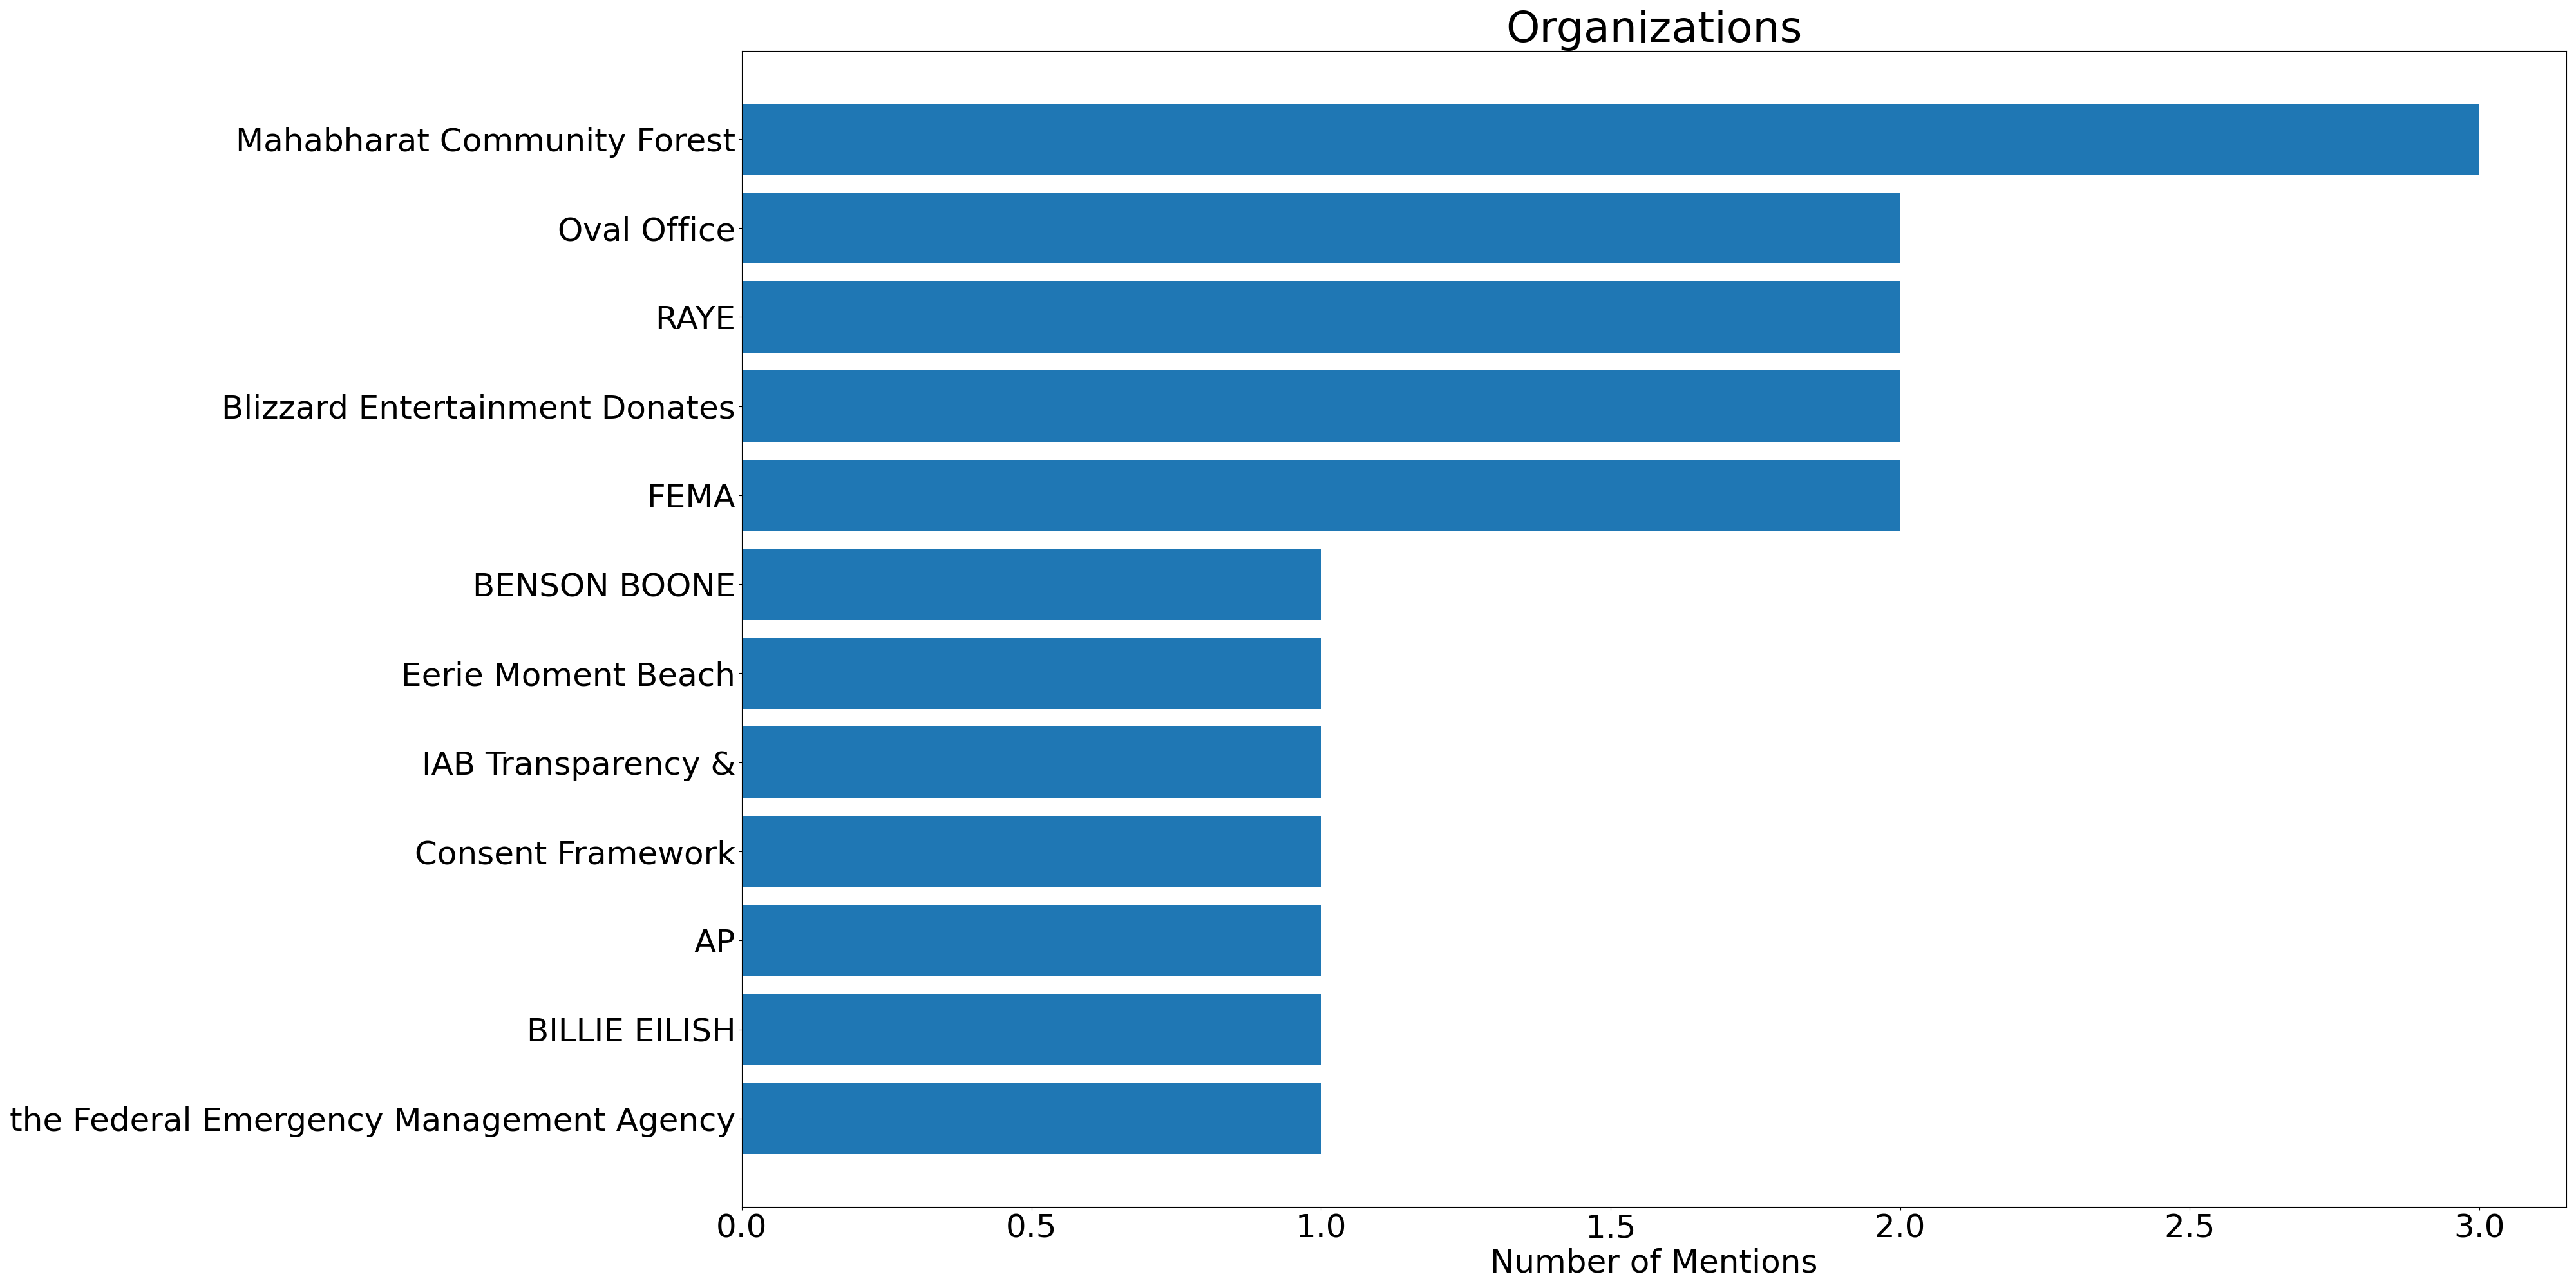 Organizations
Mahabharat Community Forest
Oval Office
RAYE
Blizzard Entertainment Donates
FEMA
BENSON BOONE
Eerie Moment Beach
IAB Transparency &
Consent Framework
AP
BILLIE EILISH
the Federal Emergency Management Agency
0.0 0.5 1.0 1.5 2.0 2.5 3.0
Number of Mentions